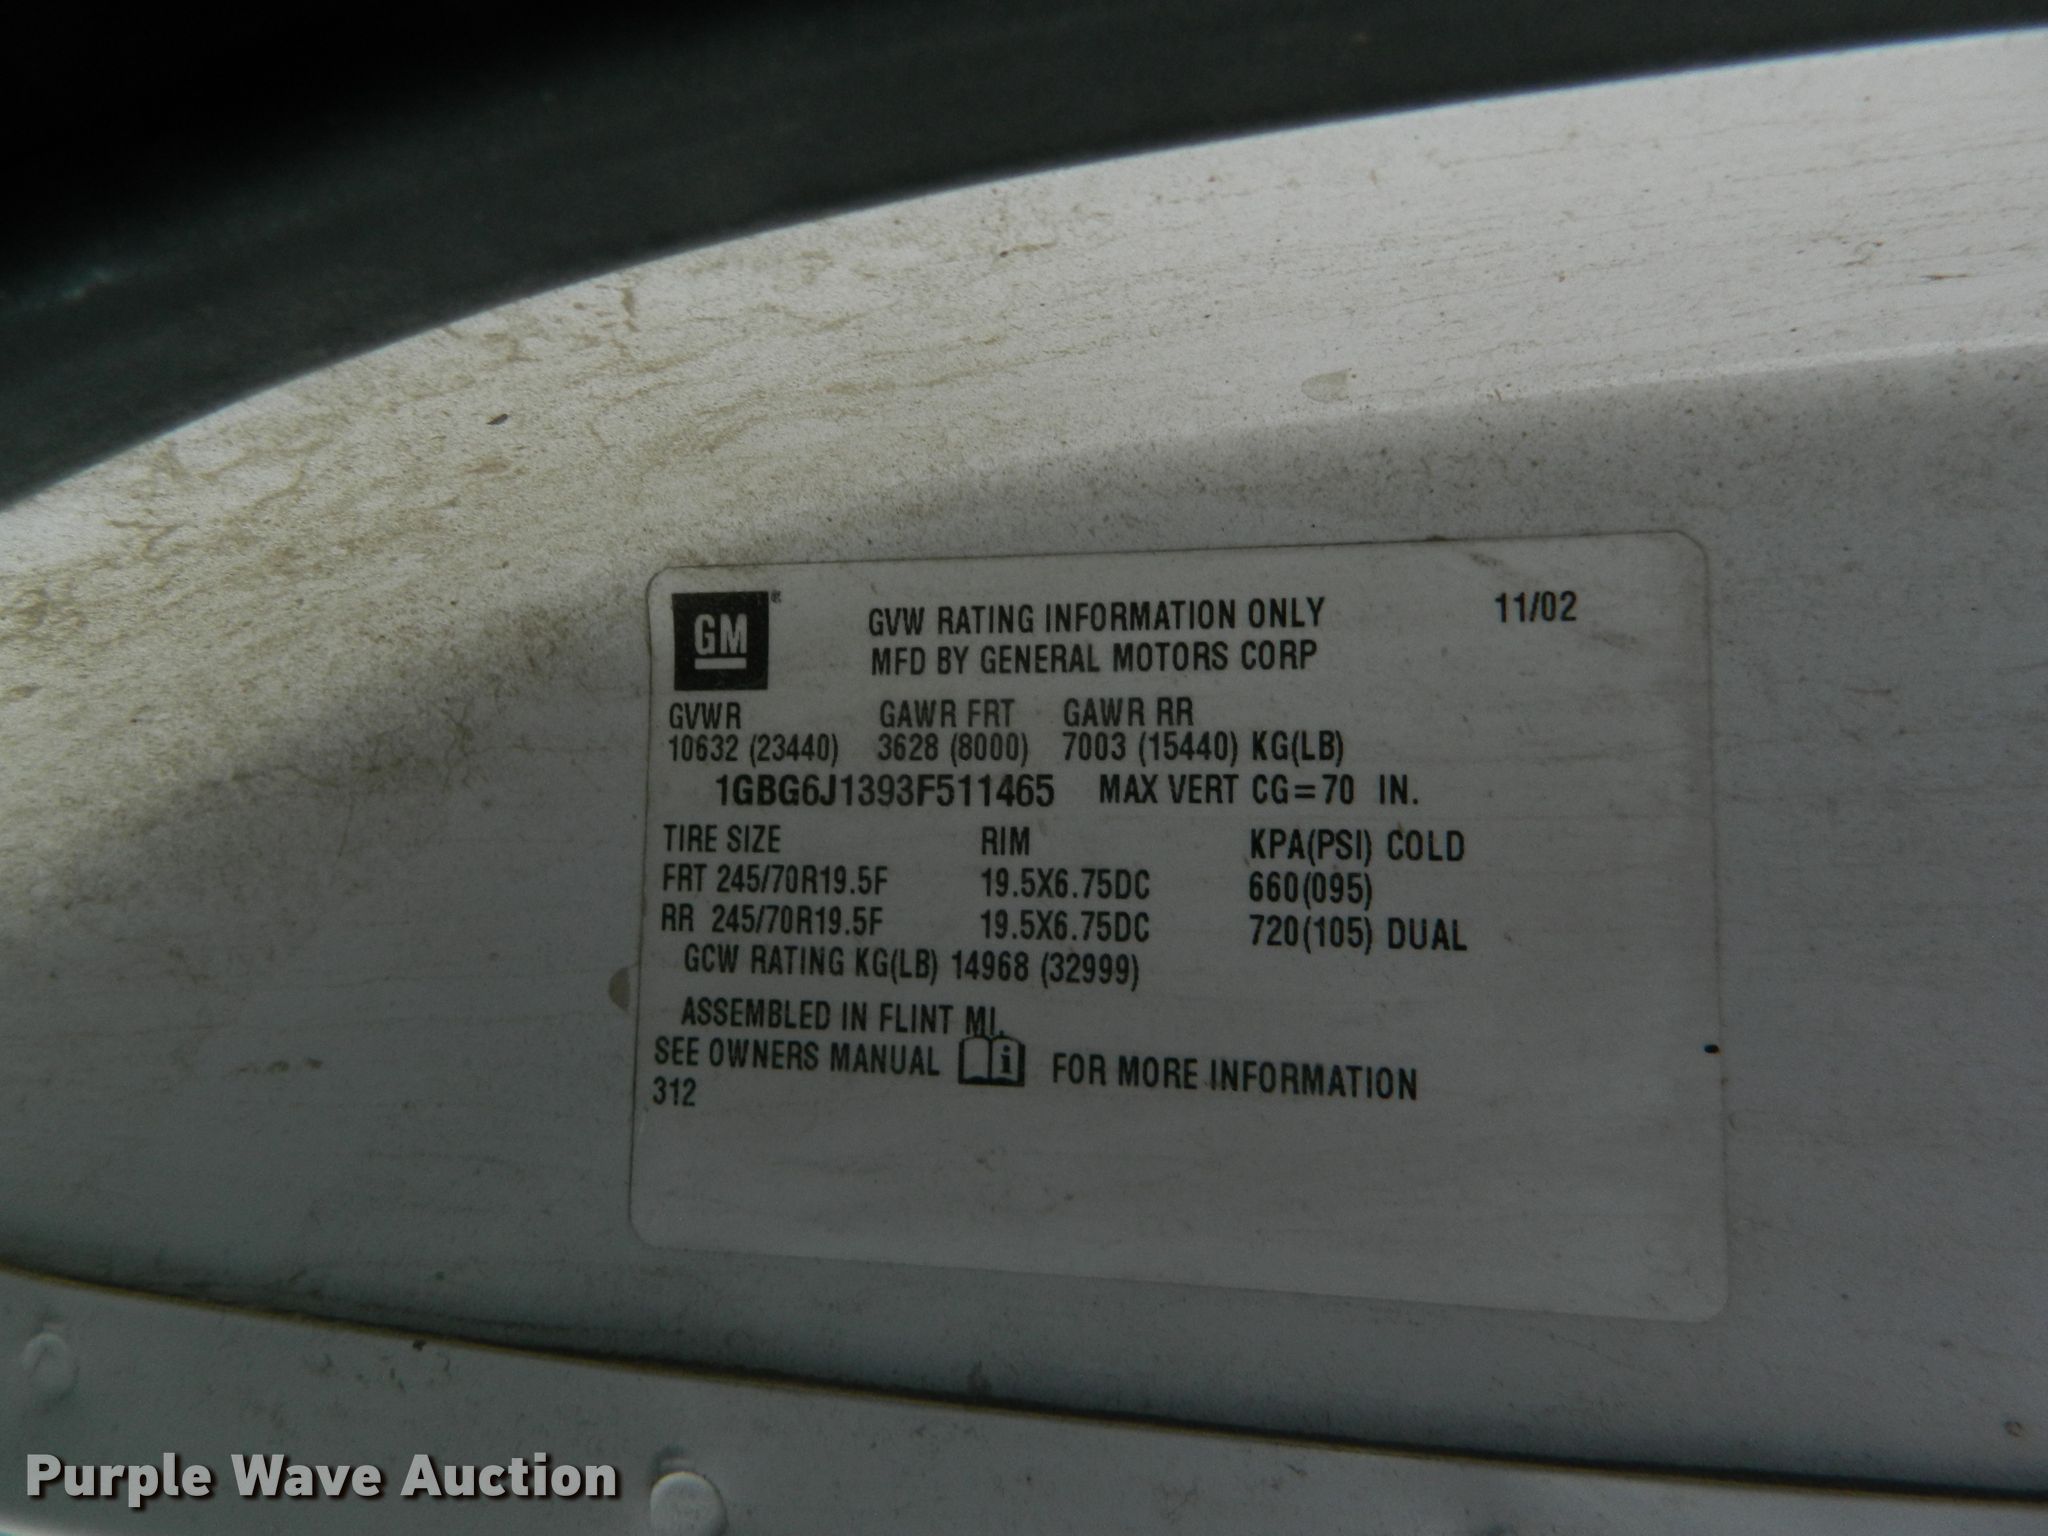 GM®
GVW RATING INFORMATION ONLY 11/02
MFD BY GENERAL MOTORS CORP
GVWR GAWR FRT GAWR RR
10632 (23440) 3628 (8000) 7003 (15440) KG(LB)
1GBG6J1393F511465 MAX VERT CG=70 IN.
TIRE SIZE RIM KPA(PSI) COLD
FRT 245/70R19.5F 19.5X6.75DC 660(095)
RR 245/70R19.5F 19.5X6.75DC 720(105) DUAL
GCW RATING KG(LB) 14968 (32999)
ASSEMBLED IN FLINT MI.
SEE OWNERS MANUAL i FOR MORE INFORMATION
312
Purple Wave Auction